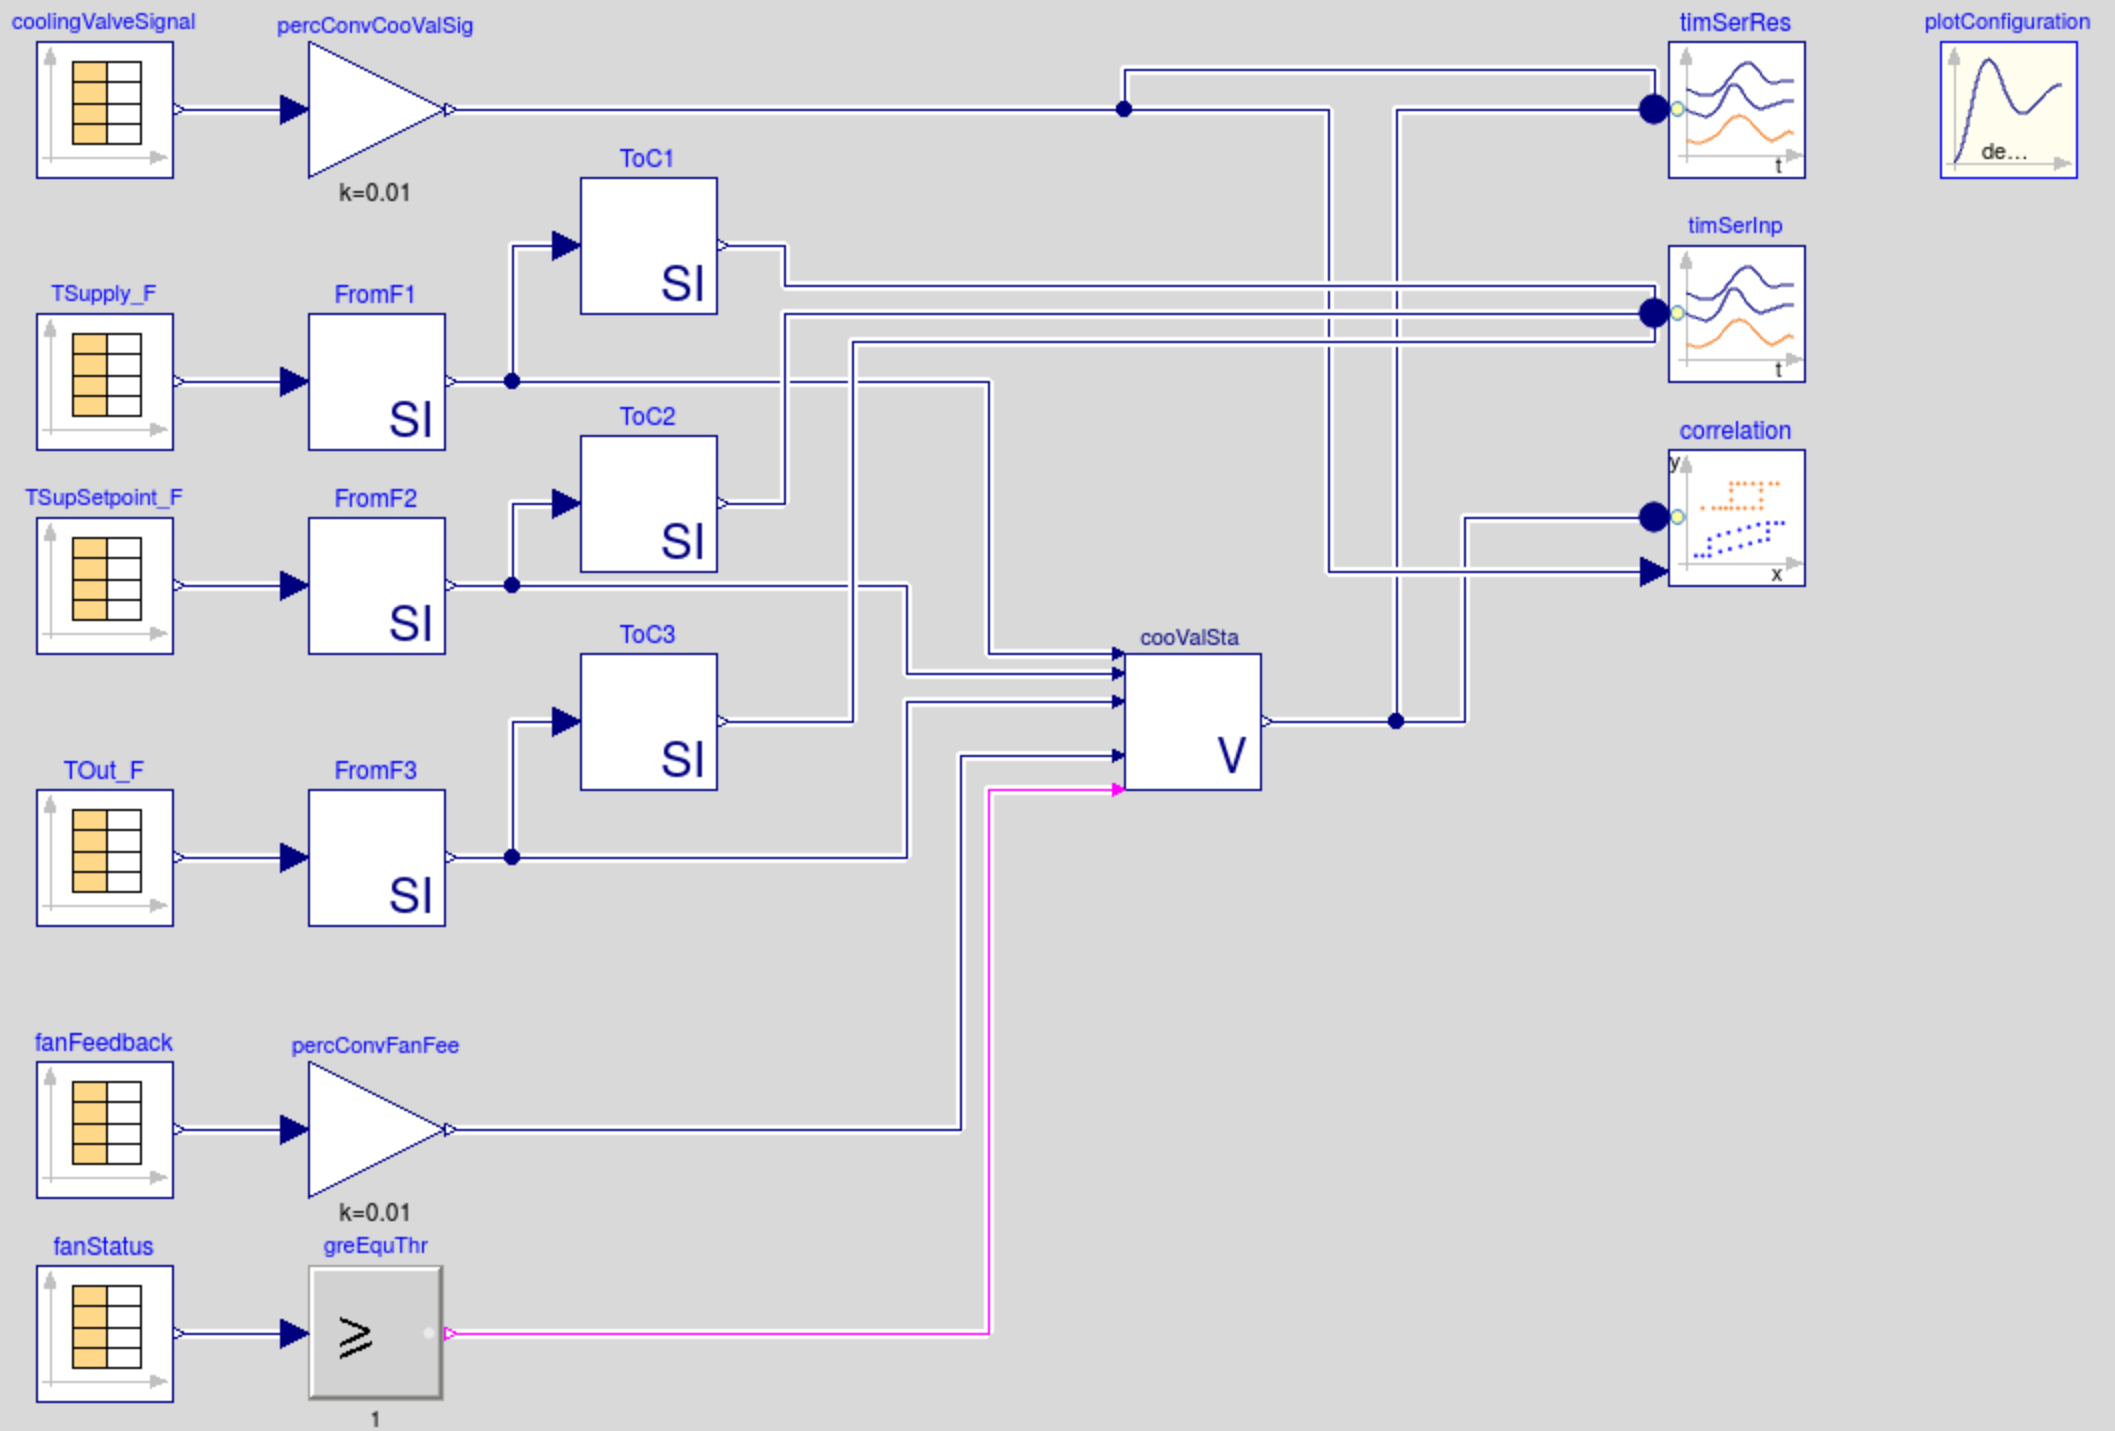 coolingValveSignal
percConvCooValSig
k=0.01
timSerRes
t
plotConfiguration
de...
ToC1
SI
timSerInp
t
TSupply_F
FromF1
SI
ToC2
SI
correlation
y
x
TSupSetpoint_F
FromF2
SI
ToC3
SI
cooValSta
V
TOut_F
FromF3
SI
fanFeedback
percConvFanFee
k=0.01
fanStatus
greEquThr
≥
1